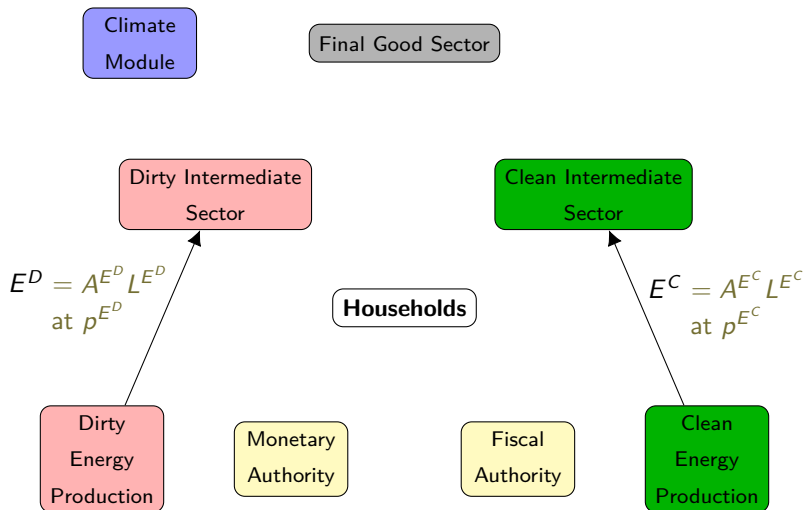 Climate
Module
Final Good Sector
Dirty Intermediate
Sector
Clean Intermediate
Sector
E^D = A^{E^D} L^{E^D}
at p^{E^D}
E^C = A^{E^C} L^{E^C}
at p^{E^C}
Households
Dirty
Energy
Production
Monetary
Authority
Fiscal
Authority
Clean
Energy
Production